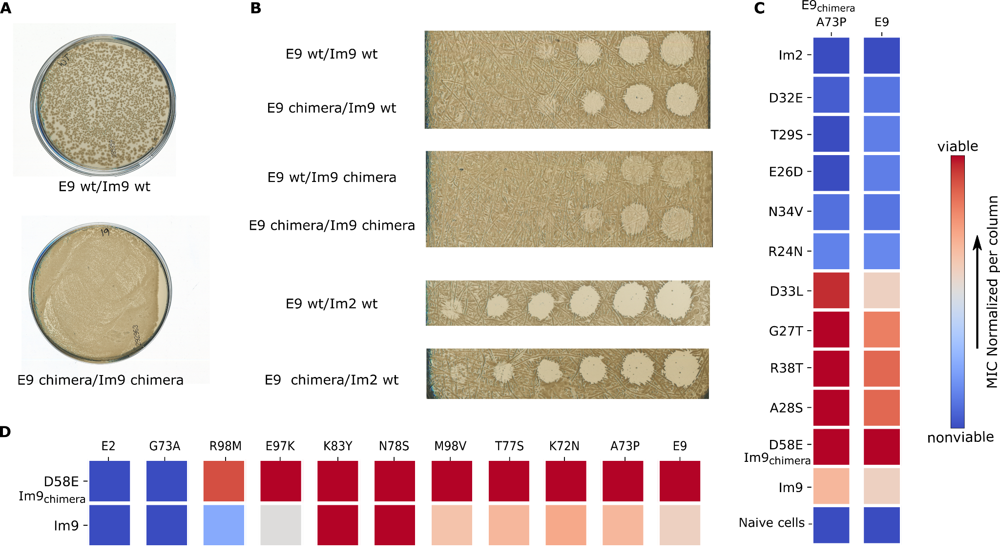 A
WT
E9 wt/Im9 wt
19
292963
E9 chimera/Im9 chimera
B
E9 wt/Im9 wt
E9 chimera/Im9 wt
E9 wt/Im9 chimera
E9 chimera/Im9 chimera
E9 wt/Im2 wt
E9 chimera/Im2 wt
C
E9chimera
A73P E9
Im2
D32E
T29S
E26D
N34V
R24N
D33L
G27T
R38T
A28S
D58E
Im9chimera
Im9
Naive cells
viable
MIC Normalized per column
nonviable
D
E2 G73A R98M E97K K83Y N78S M98V T77S K72N A73P E9
D58E
Im9chimera
Im9